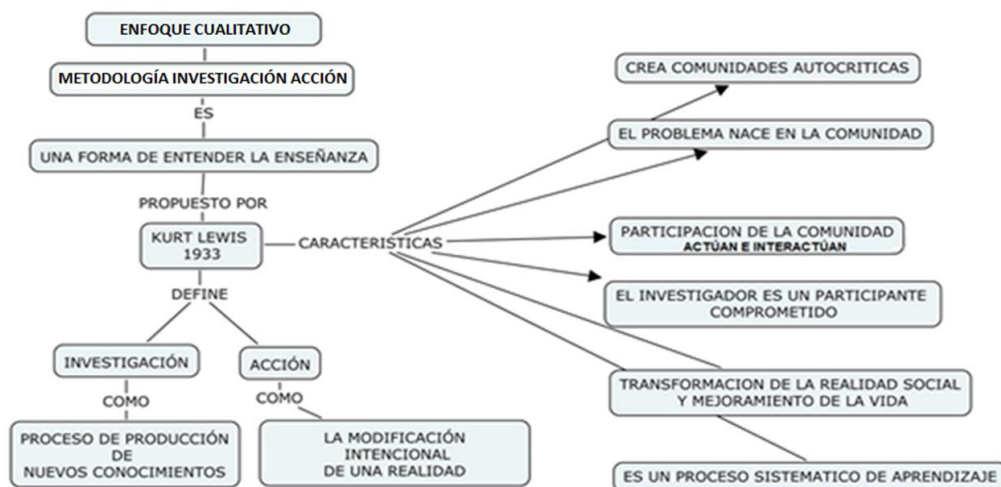 ENFOQUE CUALITATIVO
METODOLOGÍA INVESTIGACIÓN ACCIÓN
ES
UNA FORMA DE ENTENDER LA ENSEÑANZA
PROPUESTO POR
KURT LEWIS
1933
DEFINE
INVESTIGACIÓN
COMO
PROCESO DE PRODUCCIÓN
DE
NUEVOS CONOCIMIENTOS
ACCIÓN
COMO
LA MODIFICACIÓN
INTENCIONAL
DE UNA REALIDAD
CARACTERISTICAS
CREA COMUNIDADES AUTOCRITICAS
EL PROBLEMA NACE EN LA COMUNIDAD
PARTICIPACION DE LA COMUNIDAD
ACTÚAN E INTERACTÚAN
EL INVESTIGADOR ES UN PARTICIPANTE
COMPROMETIDO
TRANSFORMACION DE LA REALIDAD SOCIAL
Y MEJORAMIENTO DE LA VIDA
ES UN PROCESO SISTEMATICO DE APRENDIZAJE